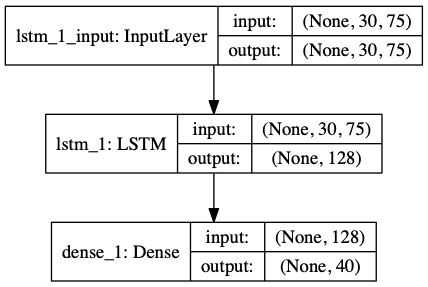 lstm_1_input: InputLayer
input: (None, 30, 75)
output: (None, 30, 75)
lstm_1: LSTM
input: (None, 30, 75)
output: (None, 128)
dense_1: Dense
input: (None, 128)
output: (None, 40)